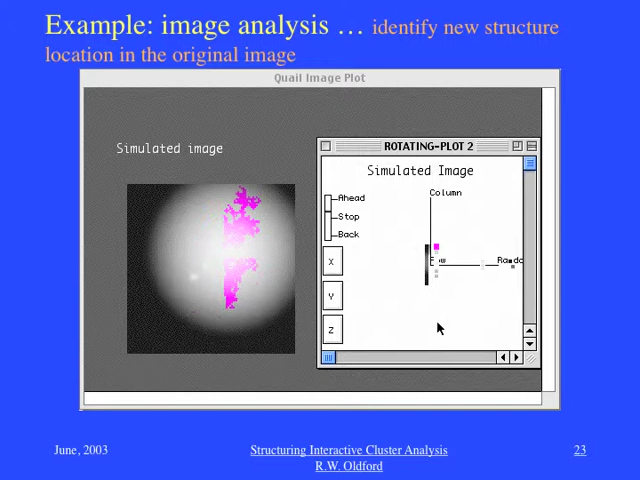 Example: image analysis … identify new structure
location in the original image
Quail Image Plot
Simulated image
ROTATING-PLOT 2
Simulated Image
Column
Ahead
Stop
Back
X
Y
Z
June, 2003
Structuring Interactive Cluster Analysis
R.W. Oldford
23